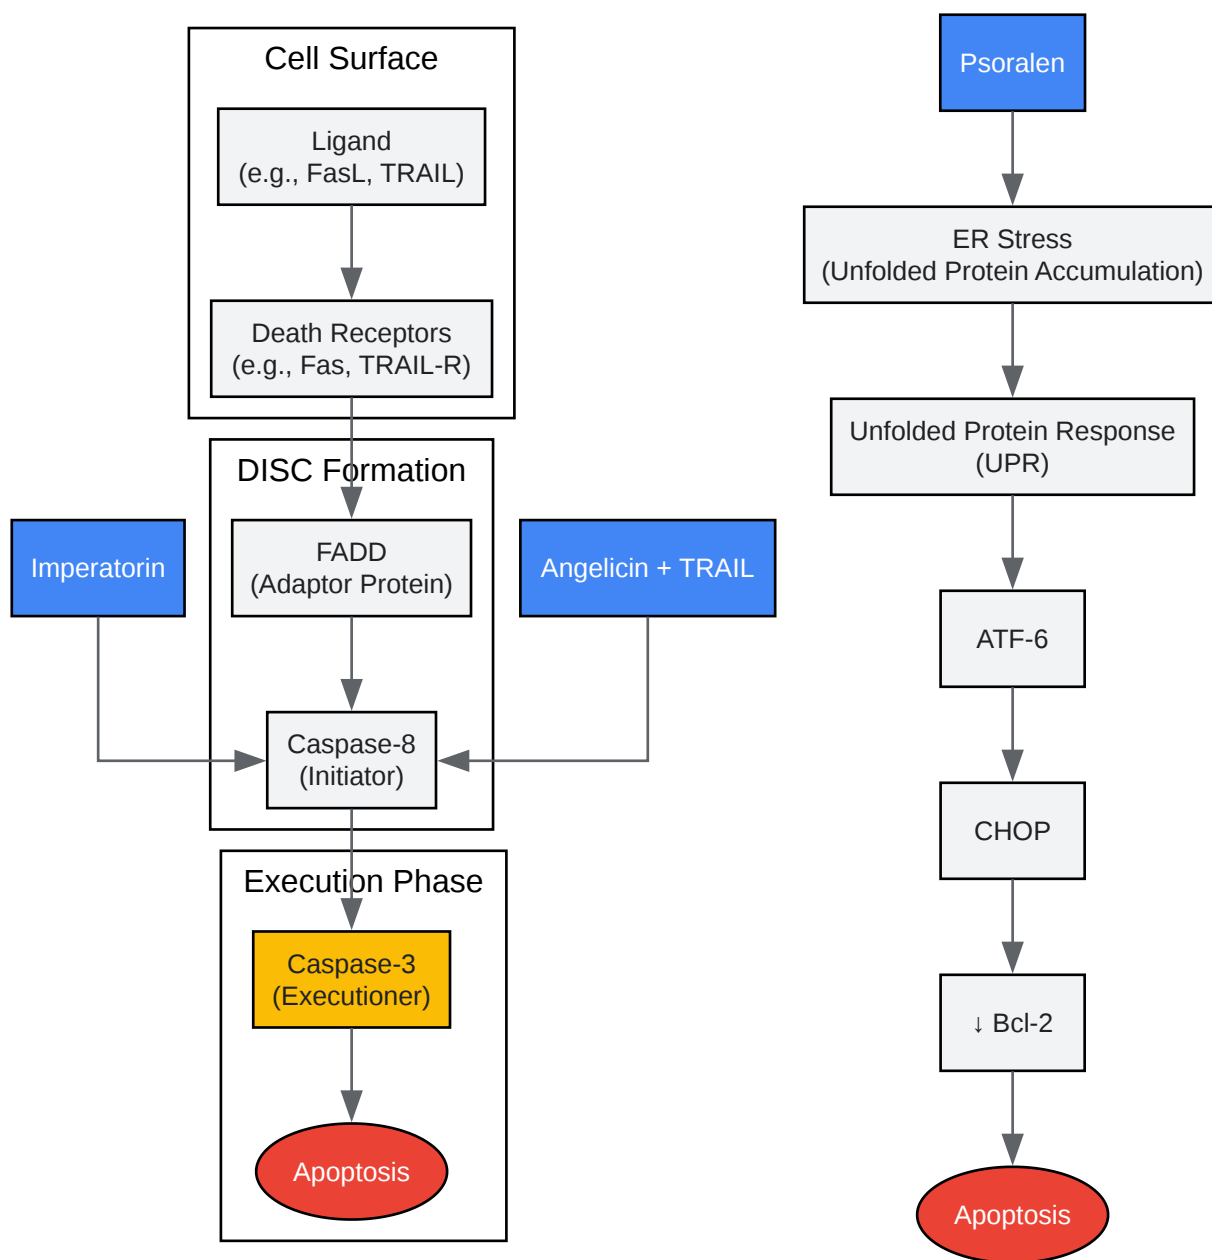 Cell Surface
Ligand
(e.g., FasL, TRAIL)
Death Receptors
(e.g., Fas, TRAIL-R)
DISC Formation
Imperatorin
FADD
(Adaptor Protein)
Angelicin + TRAIL
Caspase-8
(Initiator)
Execution Phase
Caspase-3
(Executioner)
Apoptosis
Psoralen
ER Stress
(Unfolded Protein Accumulation)
Unfolded Protein Response
(UPR)
ATF-6
CHOP
↓ Bcl-2
Apoptosis